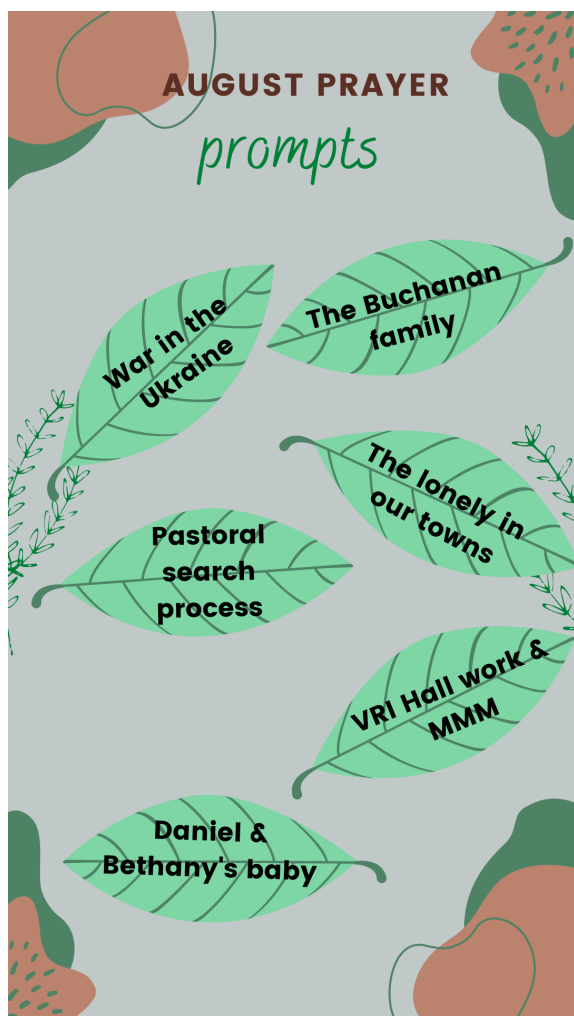 AUGUST PRAYER
prompts
War in the
Ukraine
The Buchanan
family
The lonely in
our towns
Pastoral
search
process
VRI Hall work &
MMM
Daniel &
Bethany's baby